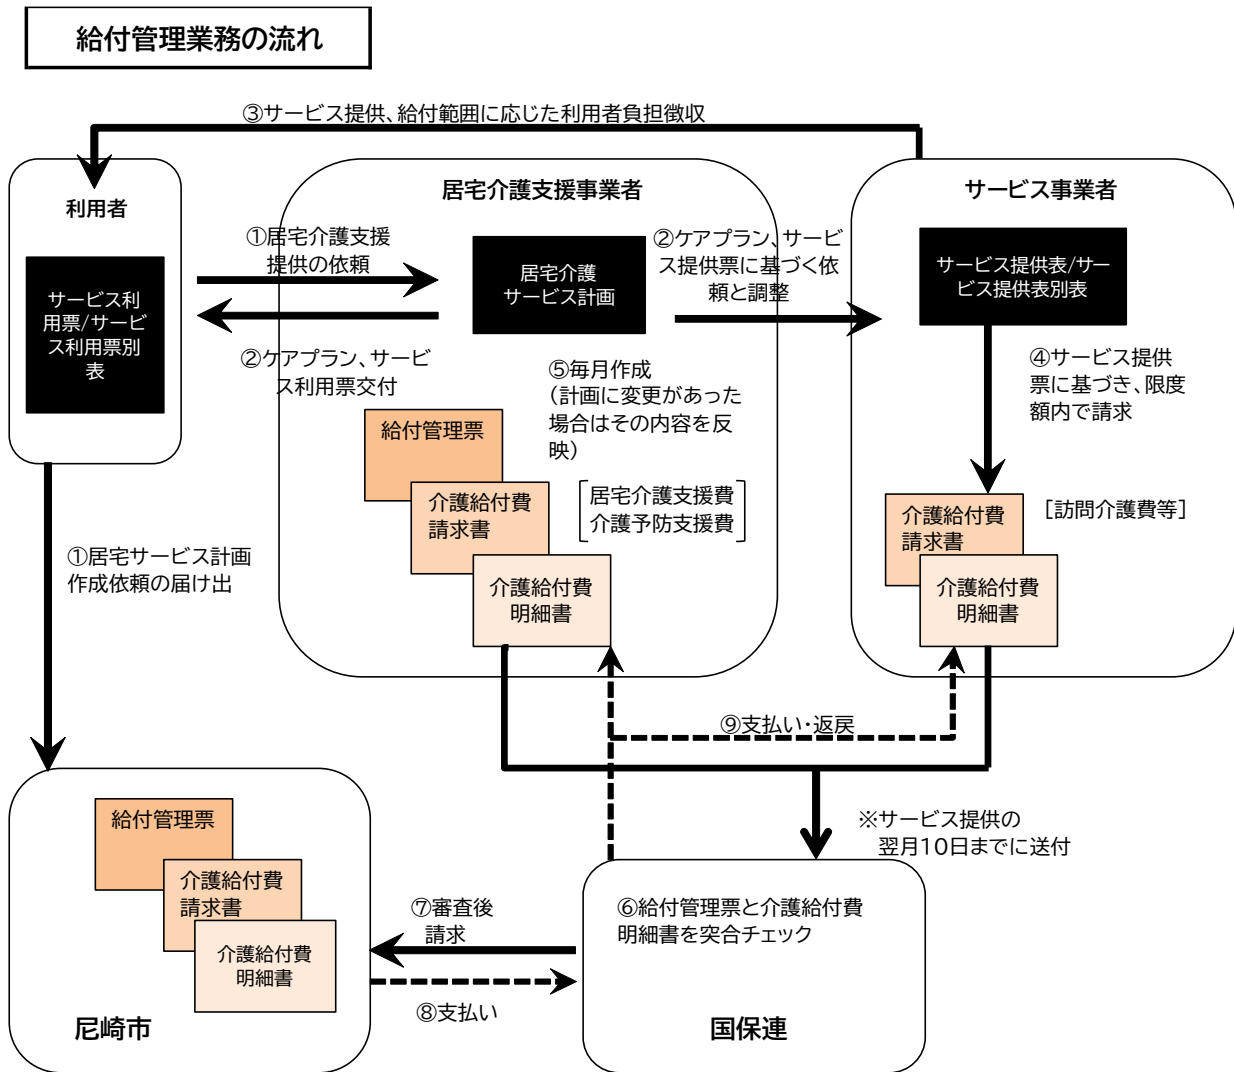 給付管理業務の流れ
③サービス提供、給付範囲に応じた利用者負担徴収
利用者
サービス利
用票/サービ
ス利用票別
表
①居宅介護支援
提供の依頼
②ケアプラン、サービ
ス利用票交付
居宅介護支援事業者
居宅介護
サービス計画
②ケアプラン、サービ
ス提供票に基づく依
頼と調整
サービス事業者
サービス提供表/サー
ビス提供表別表
④サービス提供
票に基づき、限度
額内で請求
⑤毎月作成
(計画に変更があった
場合はその内容を反
映)
給付管理票
介護給付費
請求書
介護給付費
明細書
居宅介護支援費
介護予防支援費
介護給付費
請求書
介護給付費
明細書
[訪問介護費等]
①居宅サービス計画
作成依頼の届け出
⑨支払い・返戻
※サービス提供の
翌月10日までに送付
給付管理票
介護給付費
請求書
介護給付費
明細書
尼崎市
⑦審査後
請求
⑧支払い
⑥給付管理票と介護給付費
明細書を突合チェック
国保連